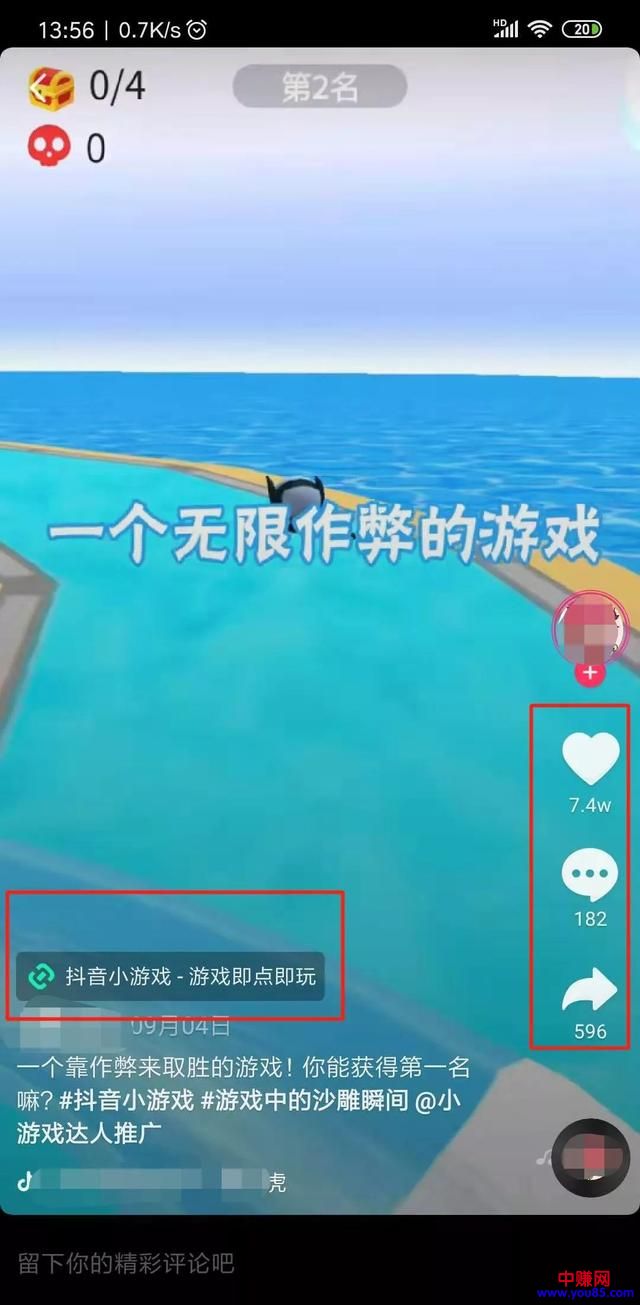 13:56 | 0.7K/s
HD
20
0/4
第2名
0
一个无限作弊的游戏
7.4w
182
抖音小游戏 - 游戏即点即玩
596
09月04日
一个靠作弊来取胜的游戏！你能获得第一名
嘛？#抖音小游戏 #游戏中的沙雕瞬间 @小
游戏达人推广
虎
留下你的精彩评论吧
中赚网
www.you85.com